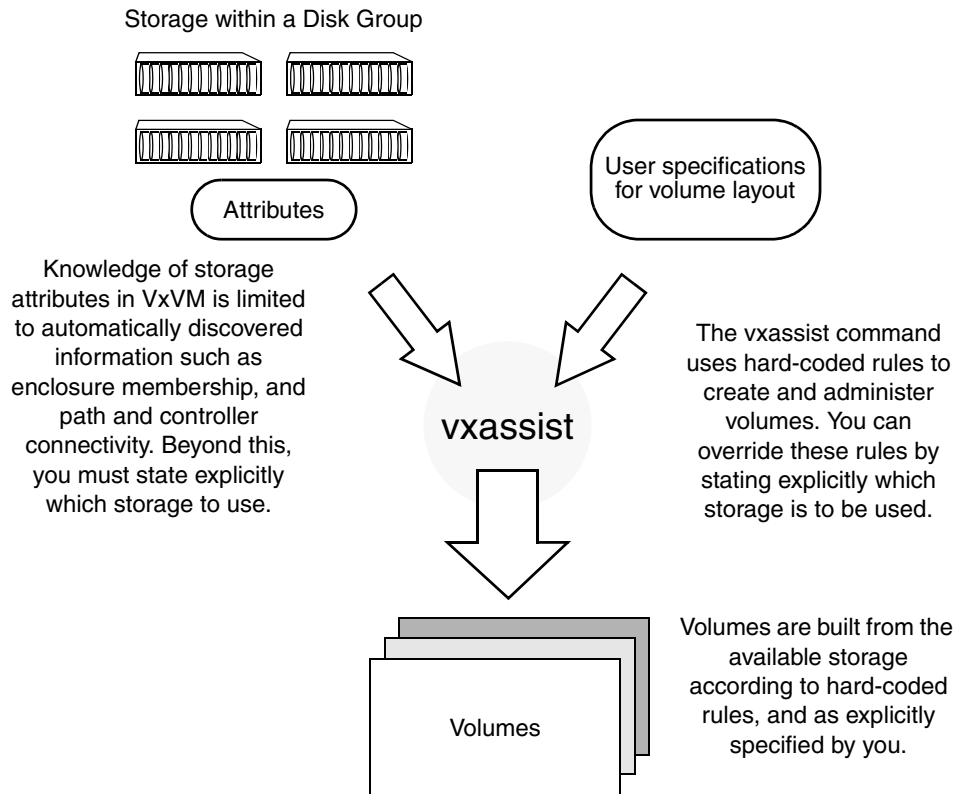 Storage within a Disk Group
Attributes
User specifications
for volume layout
Knowledge of storage
attributes in VxVM is limited
to automatically discovered
information such as
enclosure membership, and
path and controller
connectivity. Beyond this,
you must state explicitly
which storage to use.
vxassist
The vxassist command
uses hard-coded rules to
create and administer
volumes. You can
override these rules by
stating explicitly which
storage is to be used.
Volumes
Volumes are built from the
available storage
according to hard-coded
rules, and as explicitly
specified by you.